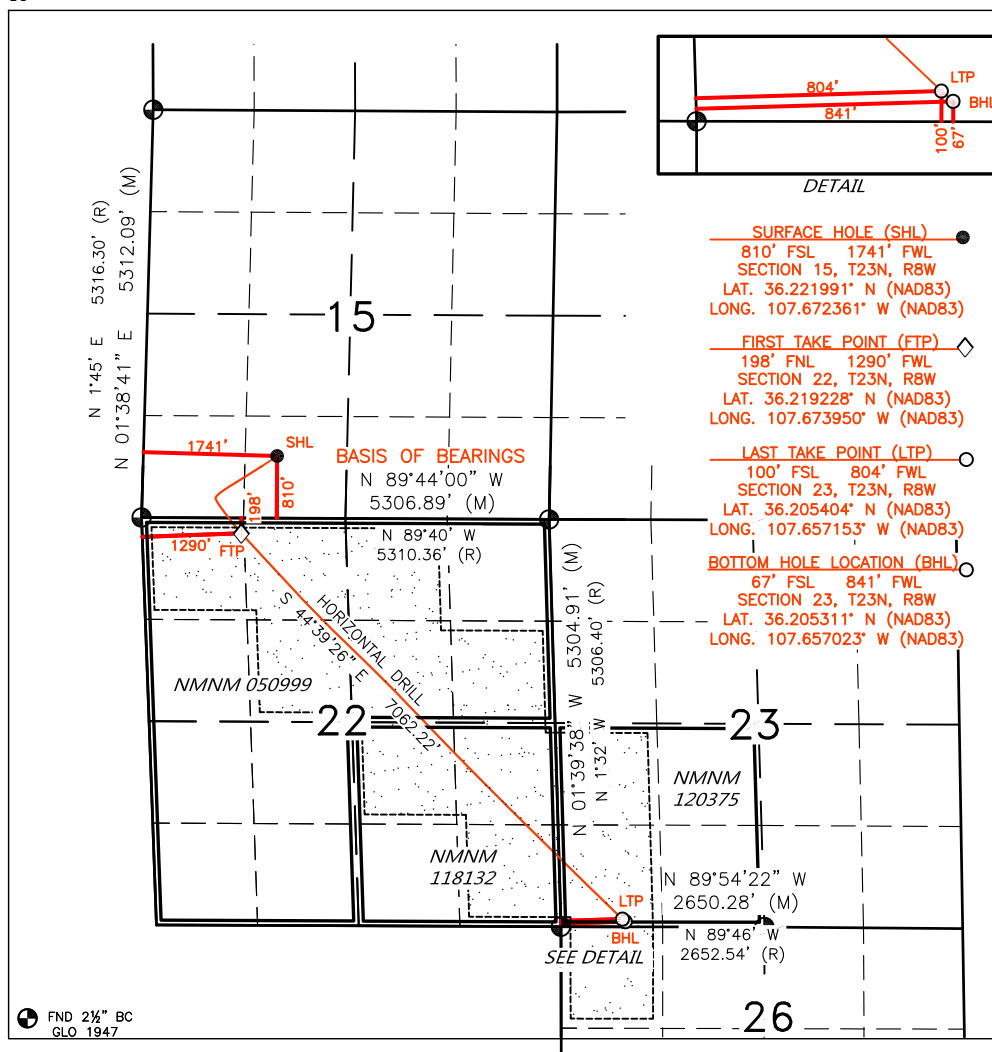 804'
LTP
841'
BHL
100'
67'
DETAIL
N 1°45' E 5316.30' (R)
N 01°38'41" E 5312.09' (M)
15
SURFACE HOLE (SHL)
810' FSL 1741' FWL
SECTION 15, T23N, R8W
LAT. 36.221991° N (NAD83)
LONG. 107.672361° W (NAD83)
FIRST TAKE POINT (FTP)
198' FNL 1290' FWL
SECTION 22, T23N, R8W
LAT. 36.219228° N (NAD83)
LONG. 107.673950° W (NAD83)
LAST TAKE POINT (LTP)
100' FSL 804' FWL
SECTION 23, T23N, R8W
LAT. 36.205404° N (NAD83)
LONG. 107.657153° W (NAD83)
BOTTOM HOLE LOCATION (BHL)
67' FSL 841' FWL
SECTION 23, T23N, R8W
LAT. 36.205311° N (NAD83)
LONG. 107.657023° W (NAD83)
1741'
SHL
BASIS OF BEARINGS
N 89°44'00" W
5306.89' (M)
810'
198'
1290'
FTP
N 89°40' W
5310.36' (R)
HORIZONTAL DRILL
S 44°39'26" E 7062.22'
N 01°39'38" W 5304.91' (M)
N 1°32' W 5306.40' (R)
NMNM 050999
22
23
NMNM
120375
NMNM
118132
N 89°54'22" W
2650.28' (M)
LTP
BHL
N 89°46' W
2652.54' (R)
SEE DETAIL
26
FND 2½" BC
GLO 1947